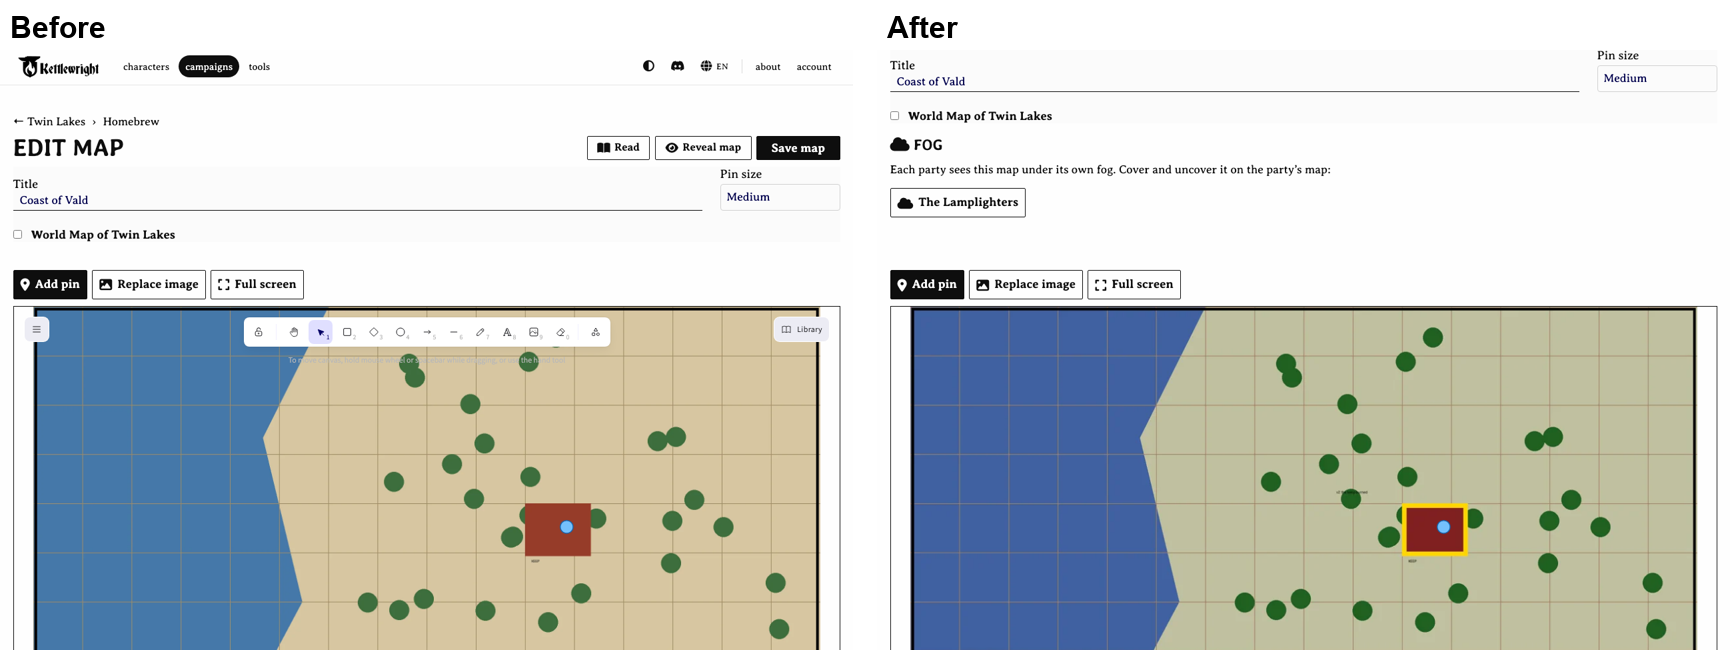 Before
Kettlewright
characters
campaigns
tools
EN
about
account
← Twin Lakes › Homebrew
EDIT MAP
Read
Reveal map
Save map
Title
Coast of Vald
Pin size
Medium
World Map of Twin Lakes
Add pin
Replace image
Full screen
Library
After
Title
Coast of Vald
Pin size
Medium
World Map of Twin Lakes
FOG
Each party sees this map under its own fog. Cover and uncover it on the party's map:
The Lamplighters
Add pin
Replace image
Full screen